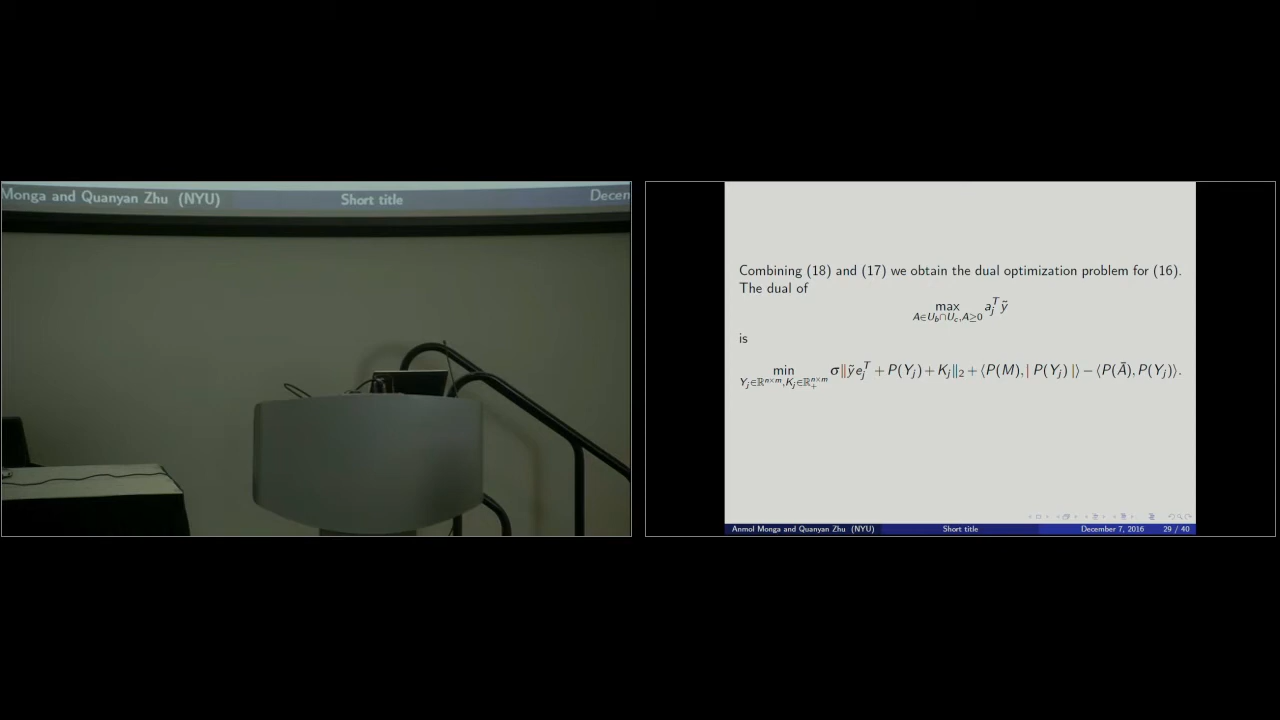 Monga and Quanyan Zhu (NYU) Short title Decem
Combining (18) and (17) we obtain the dual optimization problem for (16).
The dual of
max a_j^T ỹ
A∈U_b∩U_c,A≥0
is
min σ‖ỹe_j^T + P(Y_j) + K_j‖_2 + ⟨P(M), | P(Y_j) |⟩ − ⟨P(Ā), P(Y_j)⟩.
Y_j∈ℝ^{n×m},K_j∈ℝ_+^{n×m}
Anmol Monga and Quanyan Zhu (NYU) Short title December 7, 2016 29 / 40